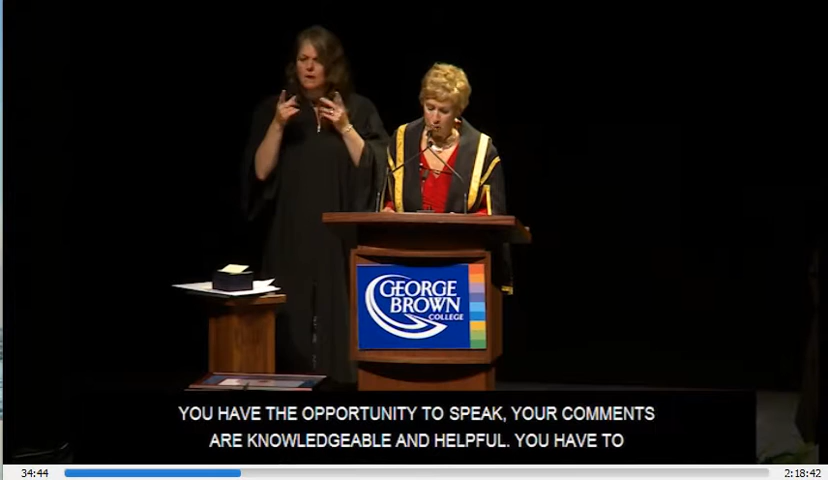 GEORGE
BROWN
COLLEGE
YOU HAVE THE OPPORTUNITY TO SPEAK, YOUR COMMENTS
ARE KNOWLEDGEABLE AND HELPFUL. YOU HAVE TO
34:44
2:18:42